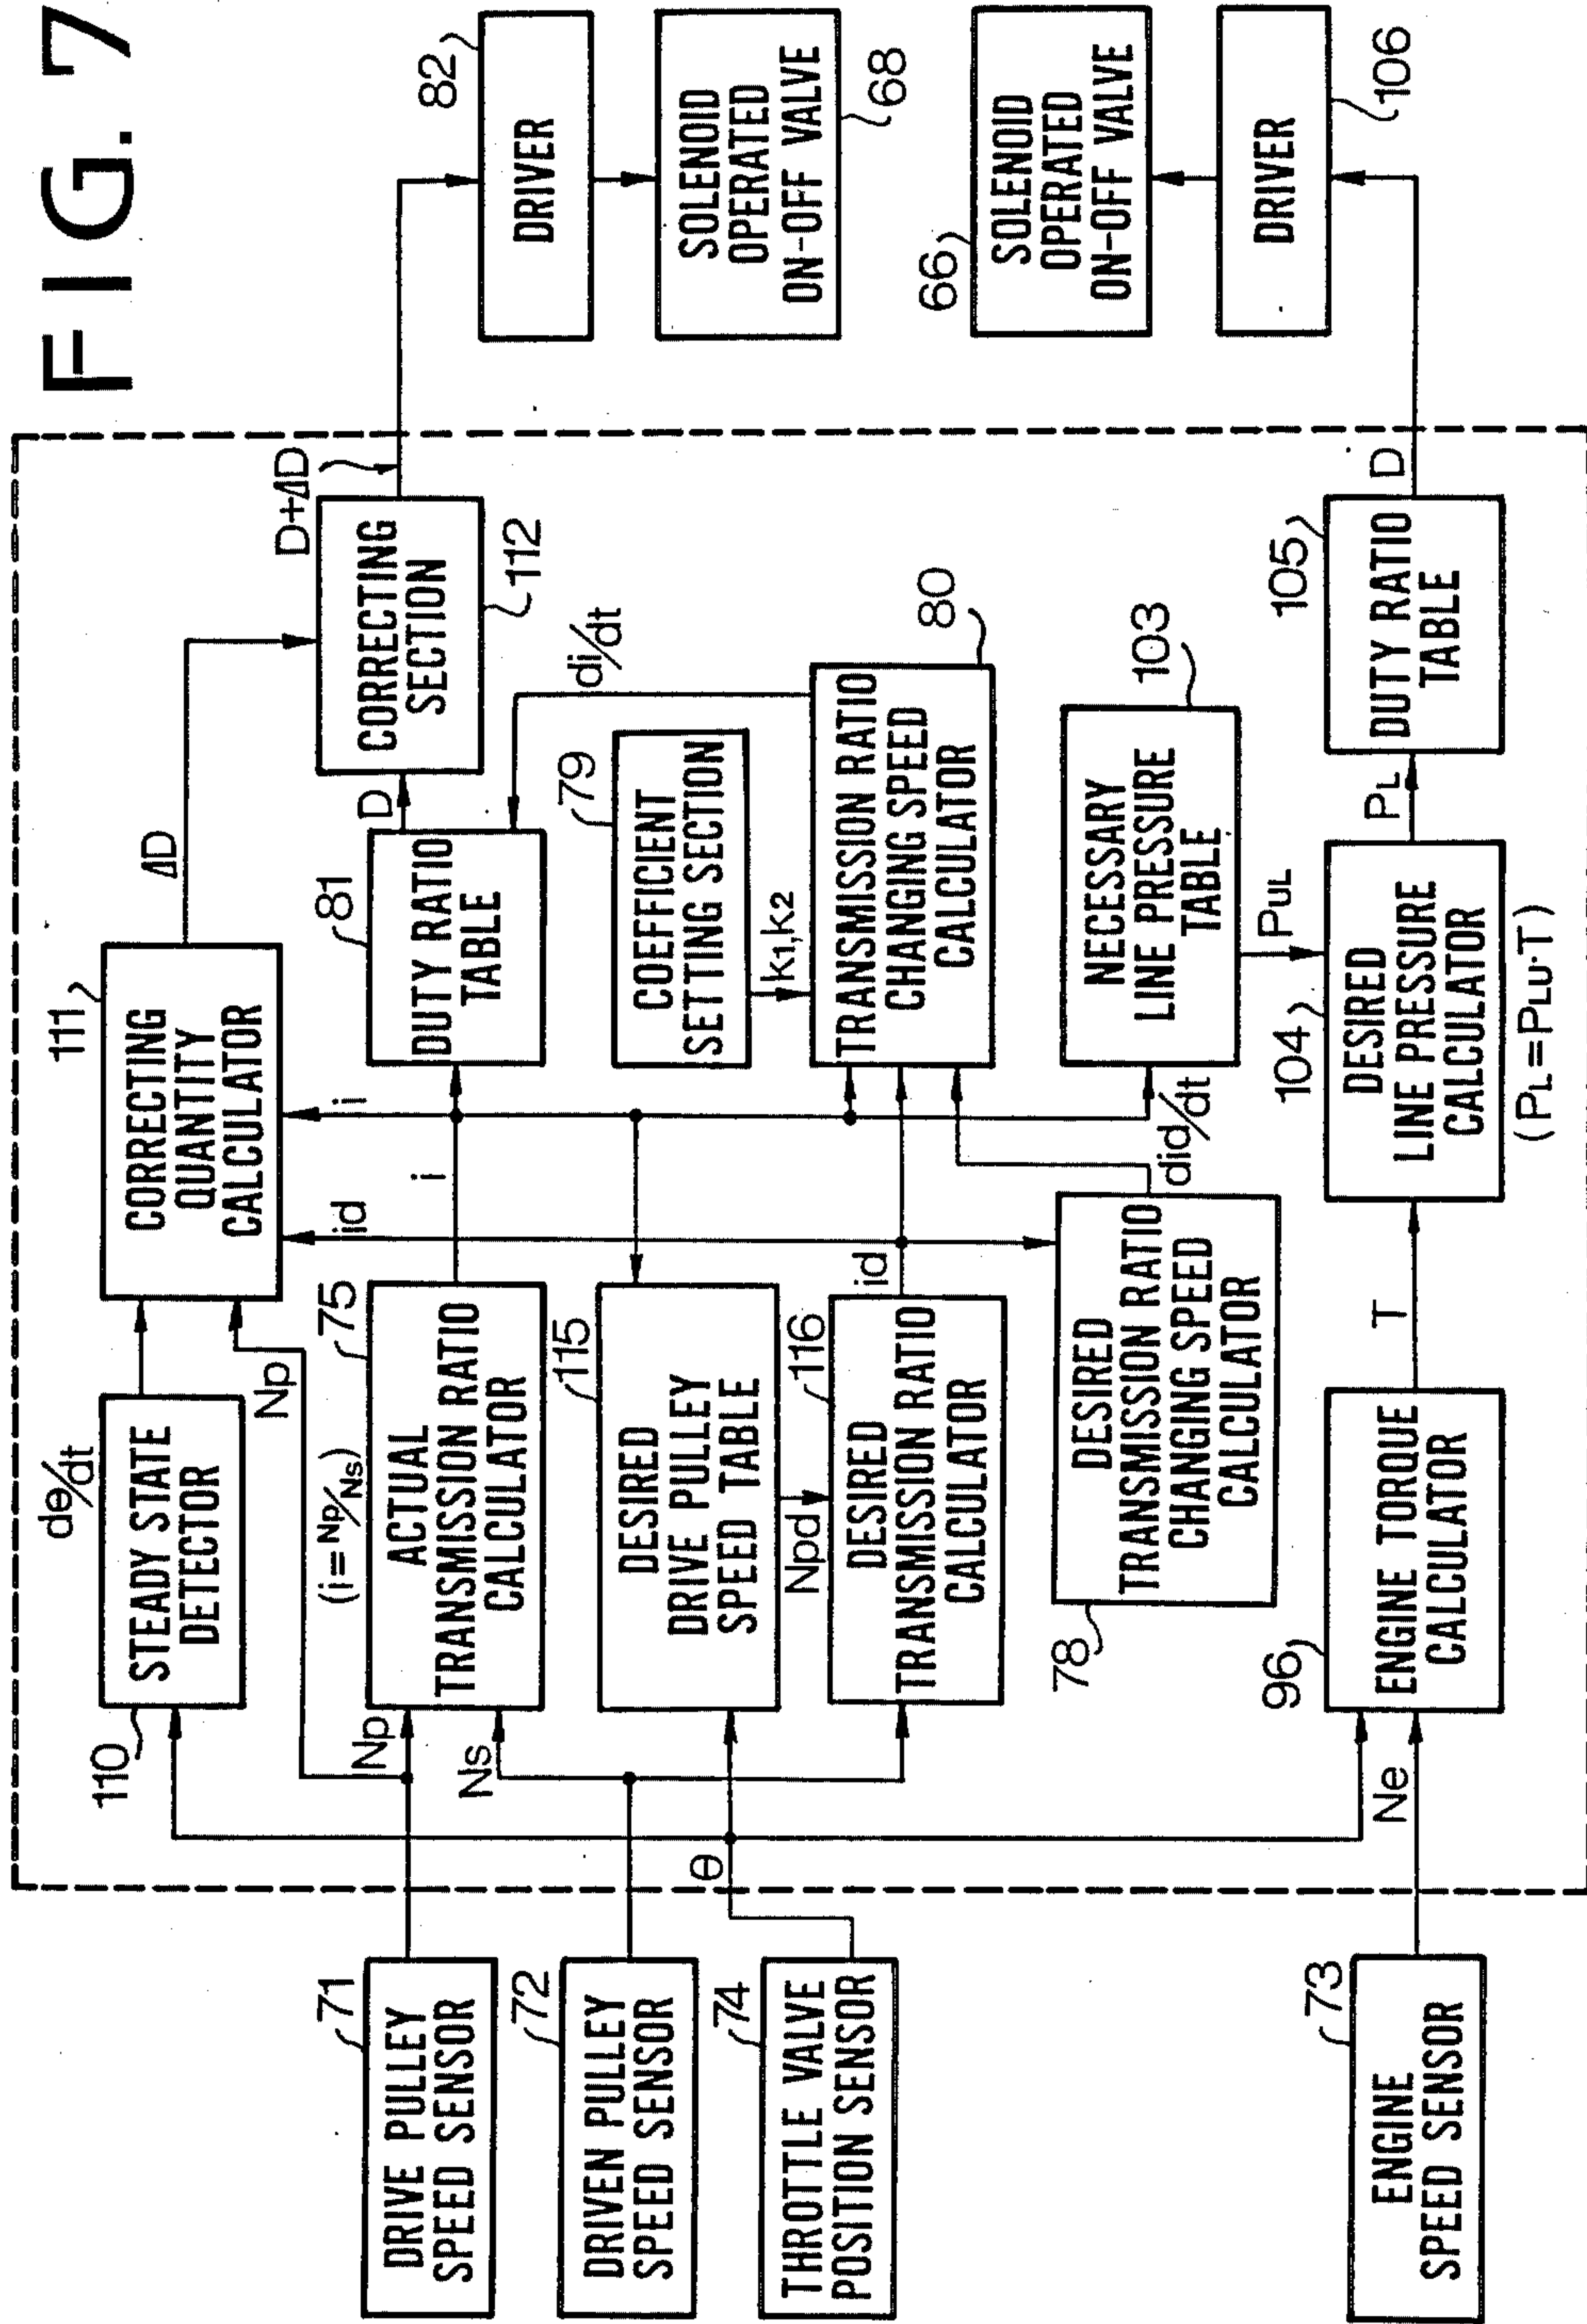 FIG. 7
71
DRIVE PULLEY
SPEED SENSOR
72
DRIVEN PULLEY
SPEED SENSOR
74
THROTTLE VALVE
POSITION SENSOR
73
ENGINE
SPEED SENSOR
θ
Np
Ns
Ne
110
STEADY STATE
DETECTOR
dθ/dt
Np
75
(i=Np/Ns)
ACTUAL
TRANSMISSION RATIO
CALCULATOR
115
DESIRED
DRIVE PULLEY
SPEED TABLE
Npd
116
DESIRED
TRANSMISSION RATIO
CALCULATOR
78
DESIRED
TRANSMISSION RATIO
CHANGING SPEED
CALCULATOR
96
ENGINE TORQUE
CALCULATOR
id
i
id
i
did/dt
T
111
CORRECTING
QUANTITY
CALCULATOR
ΔD
81
DUTY RATIO
TABLE
D
79
COEFFICIENT
SETTING SECTION
K1,K2
80
TRANSMISSION RATIO
CHANGING SPEED
CALCULATOR
di/dt
103
NECESSARY
LINE PRESSURE
TABLE
PUL
104
DESIRED
LINE PRESSURE
CALCULATOR
(PL=PLU·T)
PL
112
CORRECTING
SECTION
D+ΔD
105
DUTY RATIO
TABLE
D
82
DRIVER
SOLENOID
OPERATED
ON-OFF VALVE
68
66
SOLENOID
OPERATED
ON-OFF VALVE
DRIVER
106